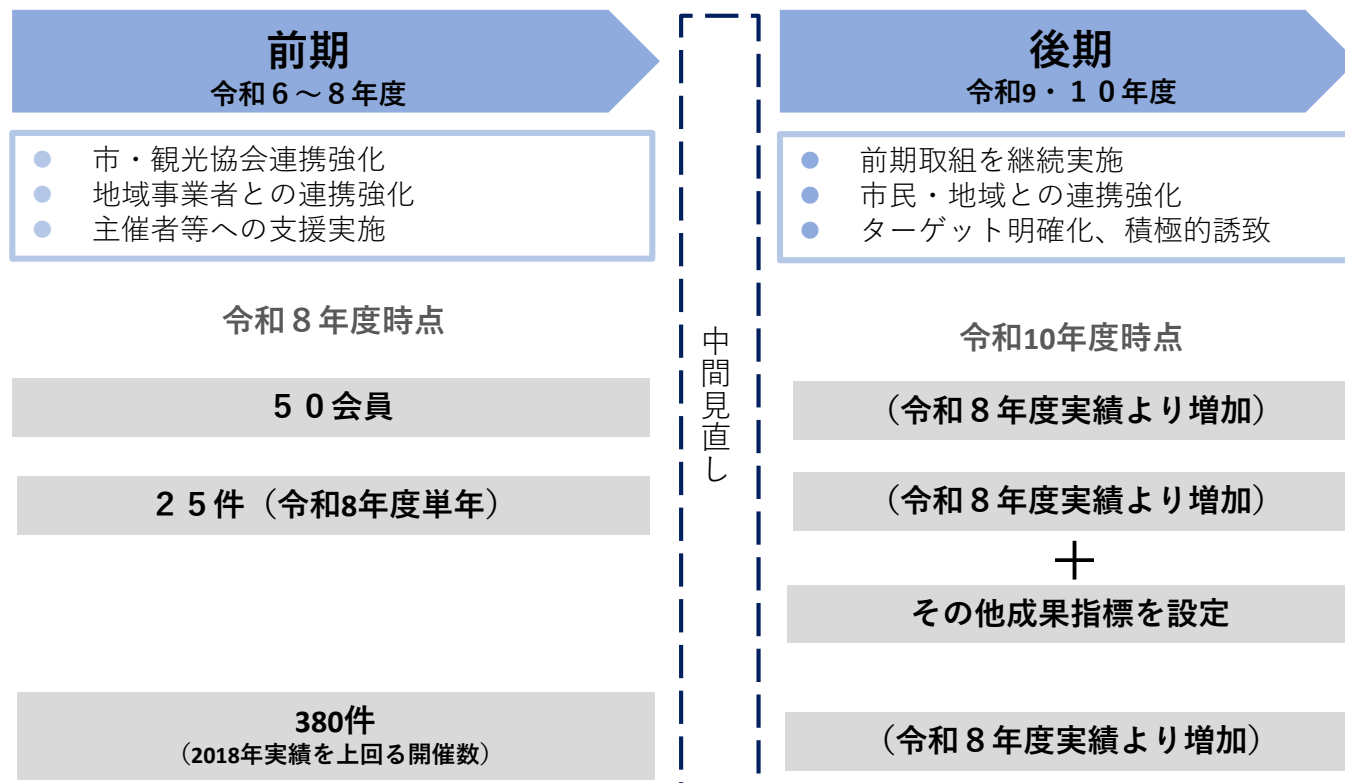 前期
令和６～８年度
● 市・観光協会連携強化
● 地域事業者との連携強化
● 主催者等への支援実施
令和８年度時点
５０会員
２５件（令和8年度単年）
380件
（2018年実績を上回る開催数）
中間見直し
後期
令和9・１０年度
● 前期取組を継続実施
● 市民・地域との連携強化
● ターゲット明確化、積極的誘致
令和10年度時点
（令和８年度実績より増加）
（令和８年度実績より増加）
＋
その他成果指標を設定
（令和８年度実績より増加）